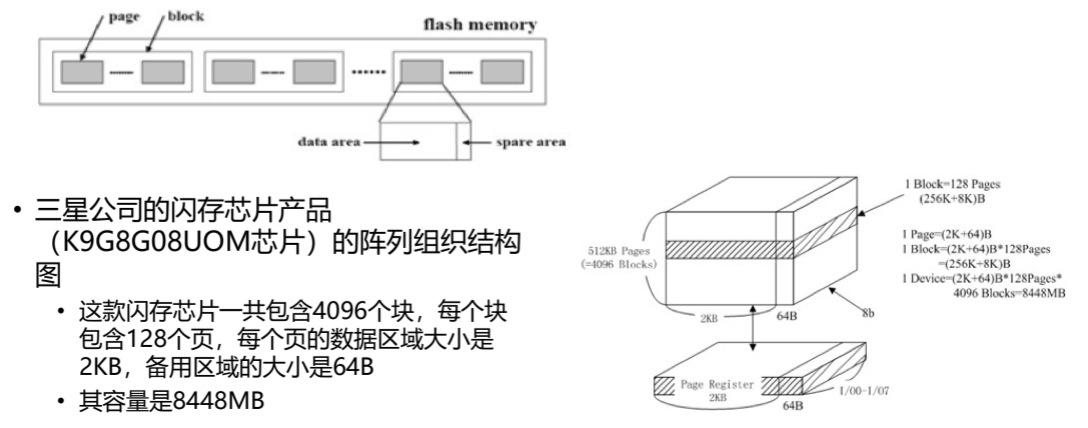 page
block
flash memory
data area
spare area
• 三星公司的闪存芯片产品
（K9G8G08UOM芯片）的阵列组织结构
图
• 这款闪存芯片一共包含4096个块，每个块
包含128个页，每个页的数据区域大小是
2KB，备用区域的大小是64B
• 其容量是8448MB
1 Block=128 Pages
(256K+8K)B
512KB Pages
(=4096 Blocks)
1 Page=(2K+64)B
1 Block=(2K+64)B*128Pages
=(256K+8K)B
1 Device=(2K+64)B*128Pages*
4096 Blocks=8448MB
2KB
64B
8b
Page Register
2KB
64B
1/00-1/07